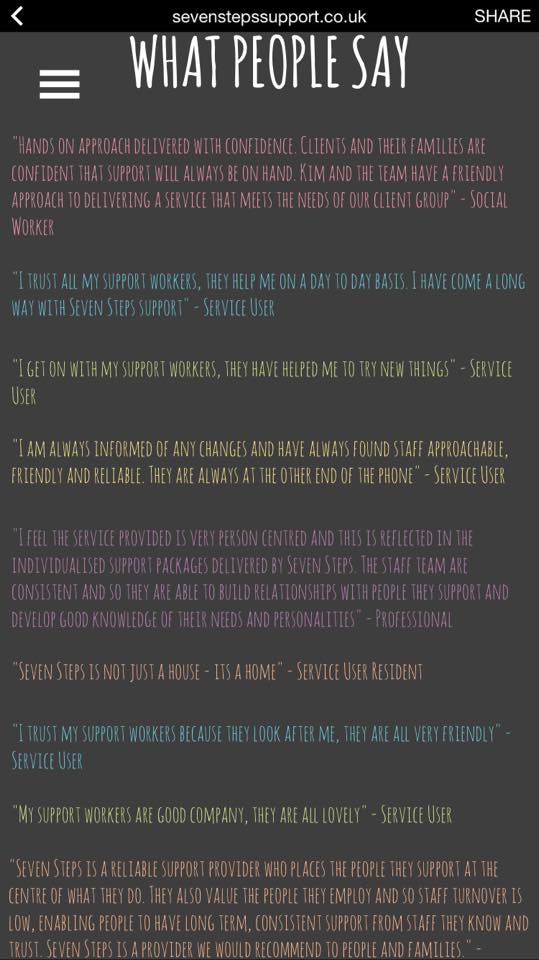 sevenstepssupport.co.uk
SHARE
WHAT PEOPLE SAY
"Hands on approach delivered with confidence. Clients and their families are
confident that support will always be on hand. Kim and the team have a friendly
approach to delivering a service that meets the needs of our client group" - Social
Worker
"I trust all my support workers, they help me on a day to day basis. I have come a long
way with Seven Steps support" - Service User
"I get on with my support workers, they have helped me to try new things" - Service
User
"I am always informed of any changes and have always found staff approachable,
friendly and reliable. They are always at the other end of the phone" - Service User
"I feel the service provided is very person centred and this is reflected in the
individualised support packages delivered by Seven Steps. The staff team are
consistent and so they are able to build relationships with people they support and
develop good knowledge of their needs and personalities" - Professional
"Seven Steps is not just a house - its a home" - Service User Resident
"I trust my support workers because they look after me, they are all very friendly" -
Service User
"My support workers are good company, they are all lovely" - Service User
"Seven Steps is a reliable support provider who places the people they support at the
centre of what they do. They also value the people they employ and so staff turnover is
low, enabling people to have long term, consistent support from staff they know and
trust. Seven Steps is a provider we would recommend to people and families." -